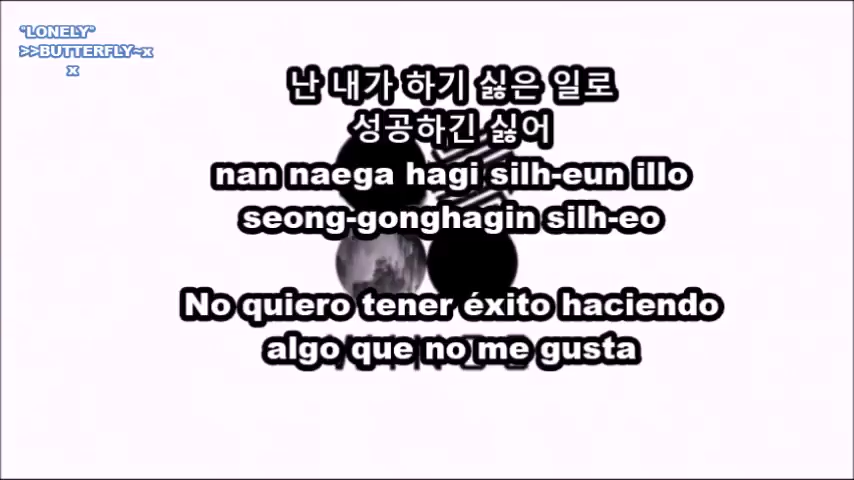 "LONELY"
>>BUTTERFLY~x
x
난 내가 하기 싫은 일로
성공하긴 싫어
nan naega hagi silh-eun illo
seong-gonghagin silh-eo
No quiero tener éxito haciendo
algo que no me gusta